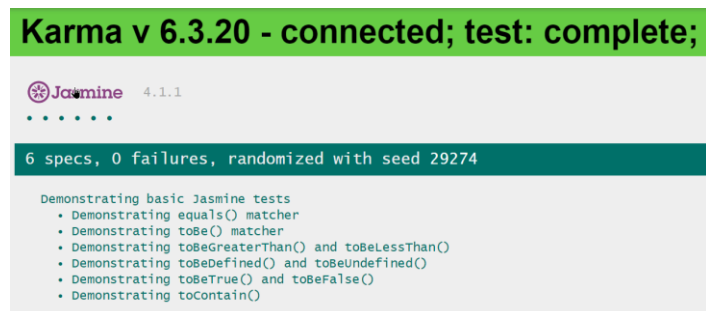 Karma v 6.3.20 - connected; test: complete;
Jasmine 4.1.1
6 specs, 0 failures, randomized with seed 29274
Demonstrating basic Jasmine tests
• Demonstrating equals() matcher
• Demonstrating toBe() matcher
• Demonstrating toBeGreaterThan() and toBeLessThan()
• Demonstrating toBeDefined() and toBeUndefined()
• Demonstrating toBeTrue() and toBeFalse()
• Demonstrating toContain()